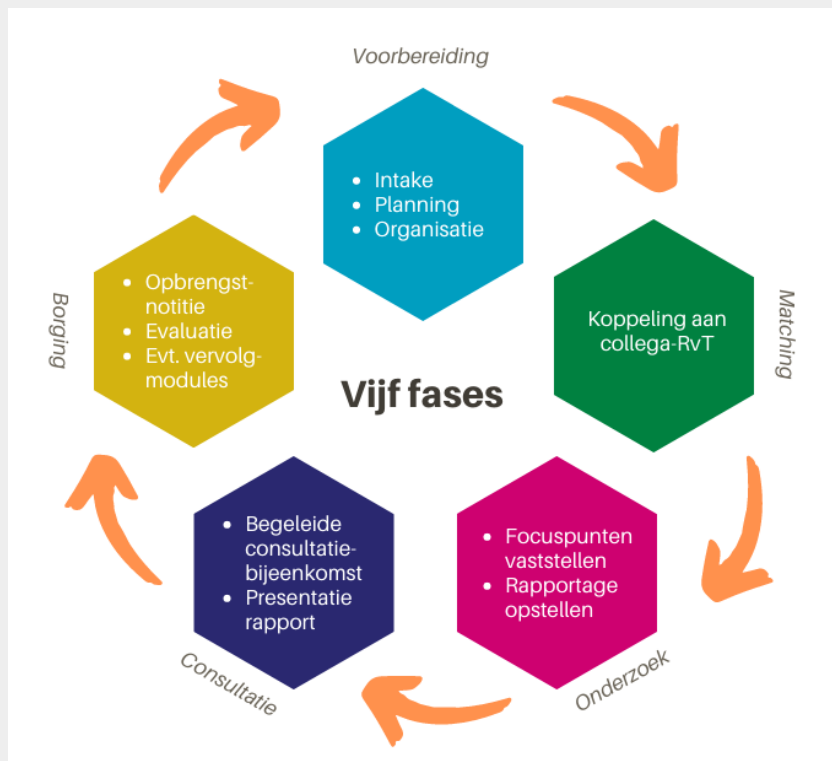 Voorbereiding
• Intake
• Planning
• Organisatie
Matching
Koppeling aan
collega-RvT
Onderzoek
• Focuspunten
vaststellen
• Rapportage
opstellen
Consultatie
• Begeleide
consultatie-
bijeenkomst
• Presentatie
rapport
Borging
• Opbrengst-
notitie
• Evaluatie
• Evt. vervolg-
modules
Vijf fases